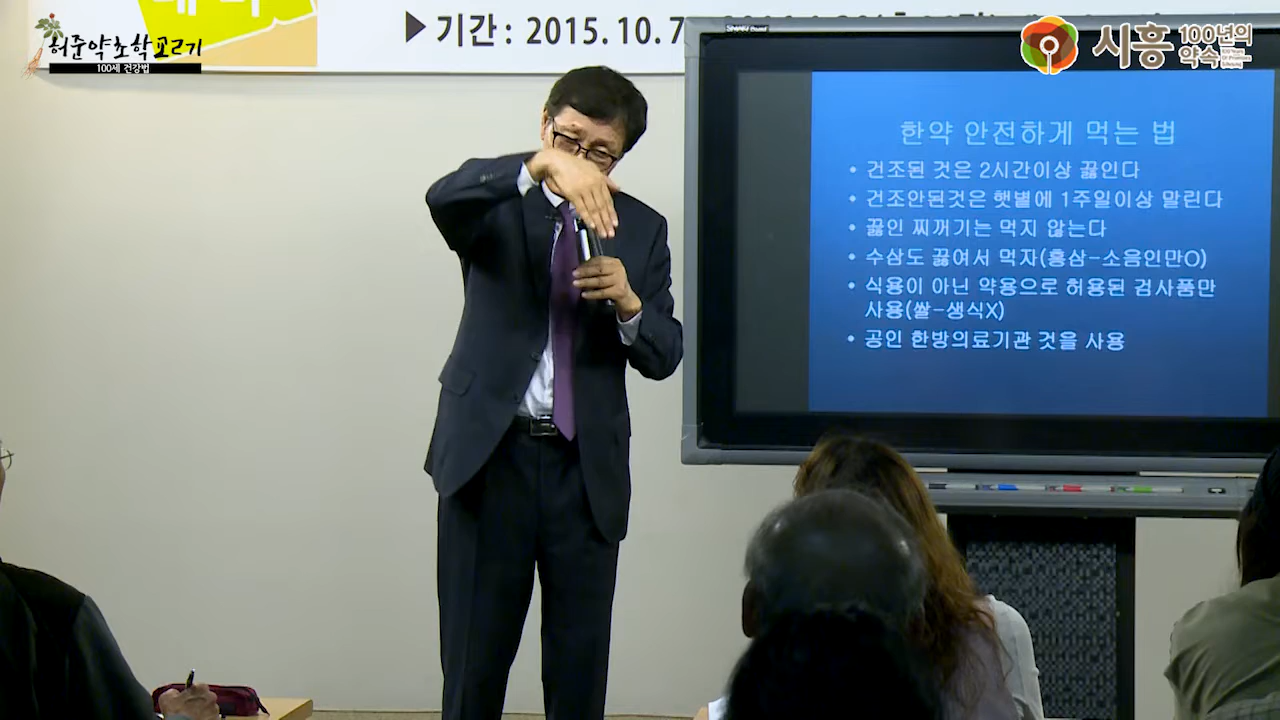 허준약초학교 2기
100세 건강법
▶기간: 2015.10.7
시흥 100년의 약속
한약 안전하게 먹는 법
• 건조된 것은 2시간이상 끓인다
• 건조안된것은 햇볕에 1주일이상 말린다
• 끓인 찌꺼기는 먹지 않는다
• 수삼도 끓여서 먹자(홍삼-소음인만O)
• 식용이 아닌 약용으로 허용된 검사품만
사용(쌀-생식X)
• 공인 한방의료기관 것을 사용